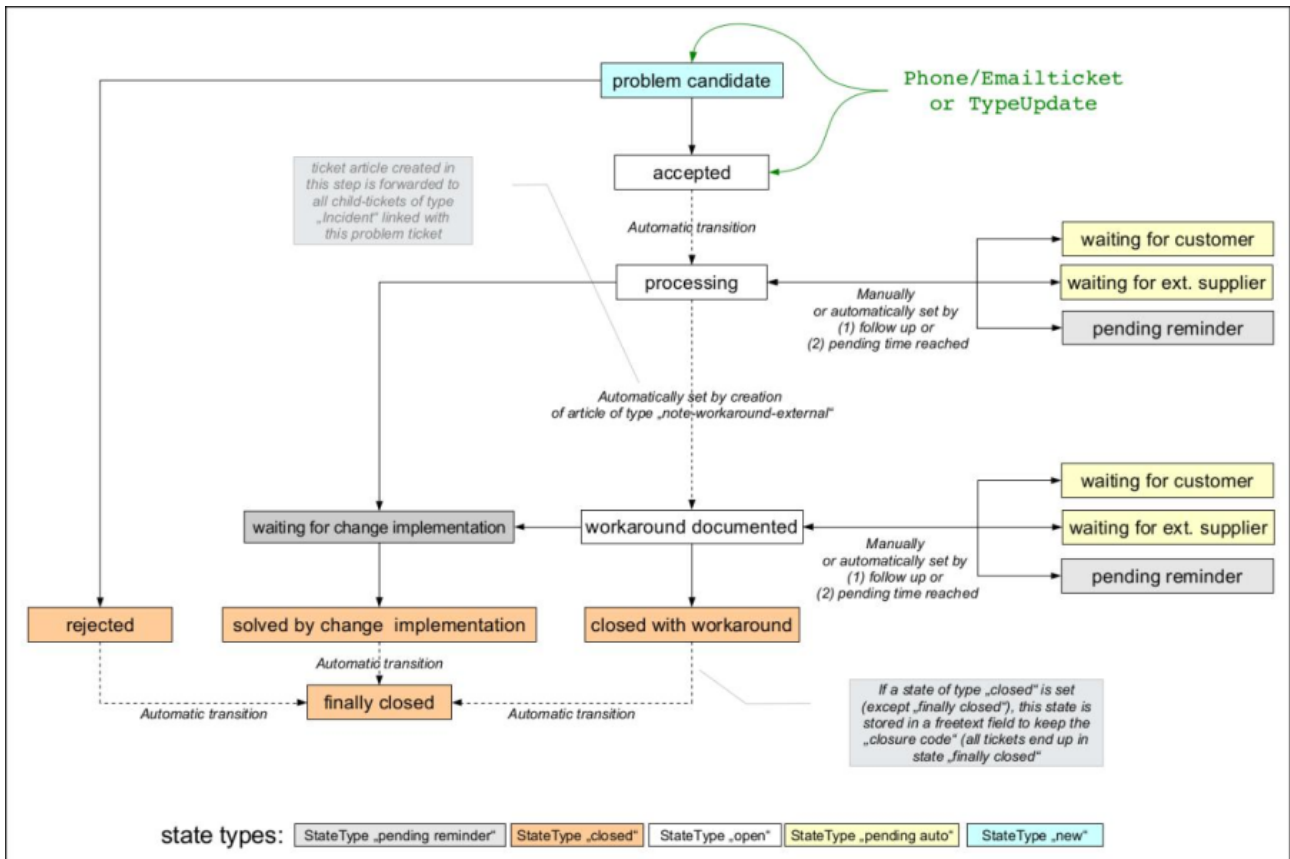 problem candidate
Phone/Emailticket
or TypeUpdate
ticket article created in
this step is forwarded to
all child-tickets of type
„Incident“ linked with
this problem ticket
accepted
Automatic transition
waiting for customer
processing
waiting for ext. supplier
Manually
or automatically set by
(1) follow up or
(2) pending time reached
pending reminder
Automatically set by creation
of article of type „note-workaround-external“
waiting for customer
waiting for change implementation
workaround documented
waiting for ext. supplier
Manually
or automatically set by
(1) follow up or
(2) pending time reached
pending reminder
rejected
solved by change implementation
closed with workaround
Automatic transition
finally closed
Automatic transition
Automatic transition
If a state of type „closed“ is set
(except „finally closed“), this state is
stored in a freetext field to keep the
„closure code“ (all tickets end up in
state „finally closed“
state types:
StateType „pending reminder“
StateType „closed“
StateType „open“
StateType „pending auto“
StateType „new“